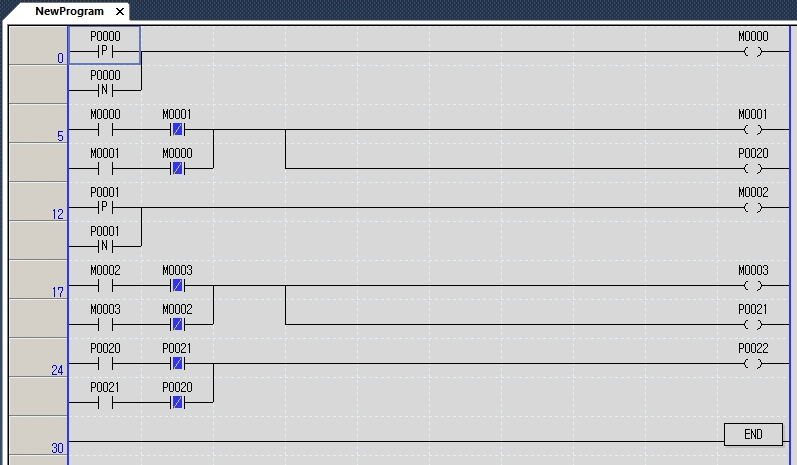 NewProgram ×
P0000 M0000
0 P
P0000
N
M0000 M0001 M0001
5
M0001 M0000 P0020
P0001 M0002
12 P
P0001
N
M0002 M0003 M0003
17
M0003 M0002 P0021
P0020 P0021 P0022
24
P0021 P0020
END
30